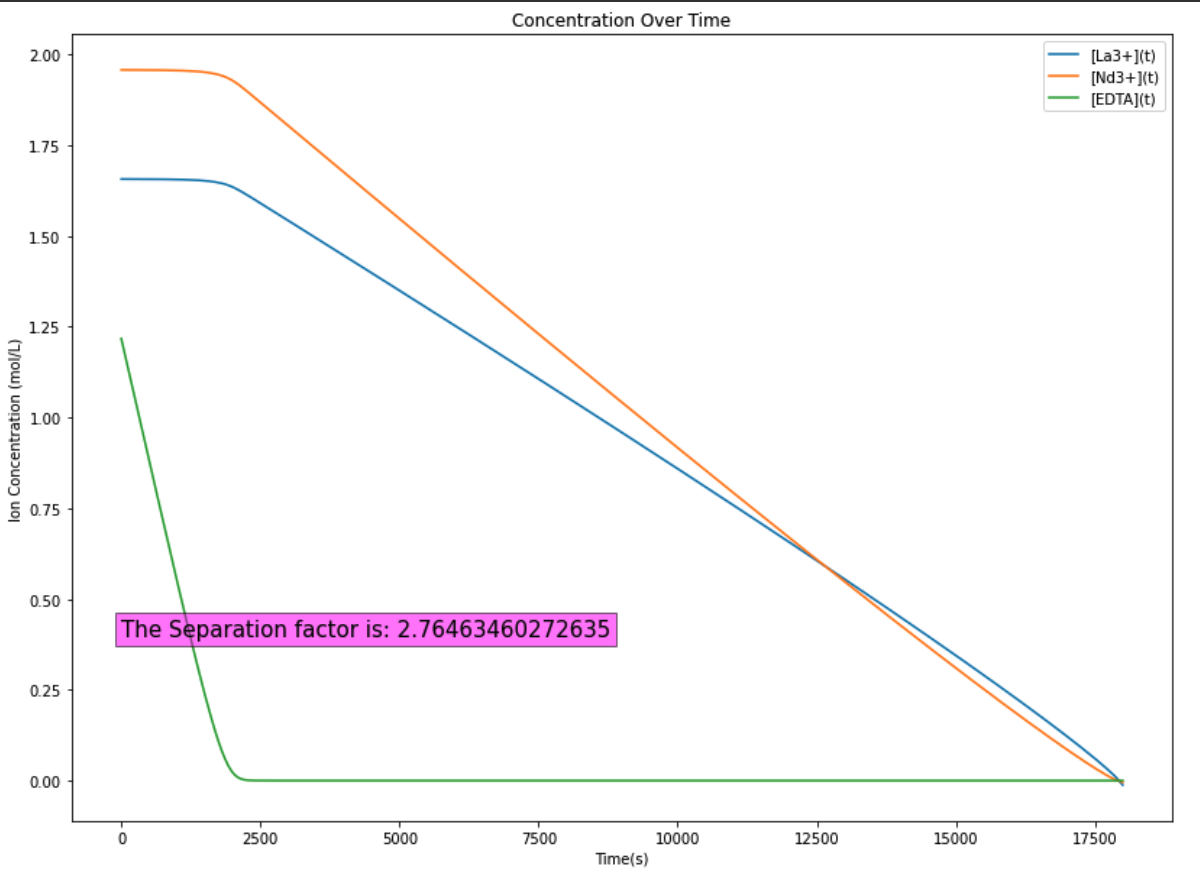 Concentration Over Time
[La3+](t)
[Nd3+](t)
[EDTA](t)
Ion Concentration (mol/L)
2.00
1.75
1.50
1.25
1.00
0.75
0.50
0.25
0.00
The Separation factor is: 2.76463460272635
0 2500 5000 7500 10000 12500 15000 17500
Time(s)